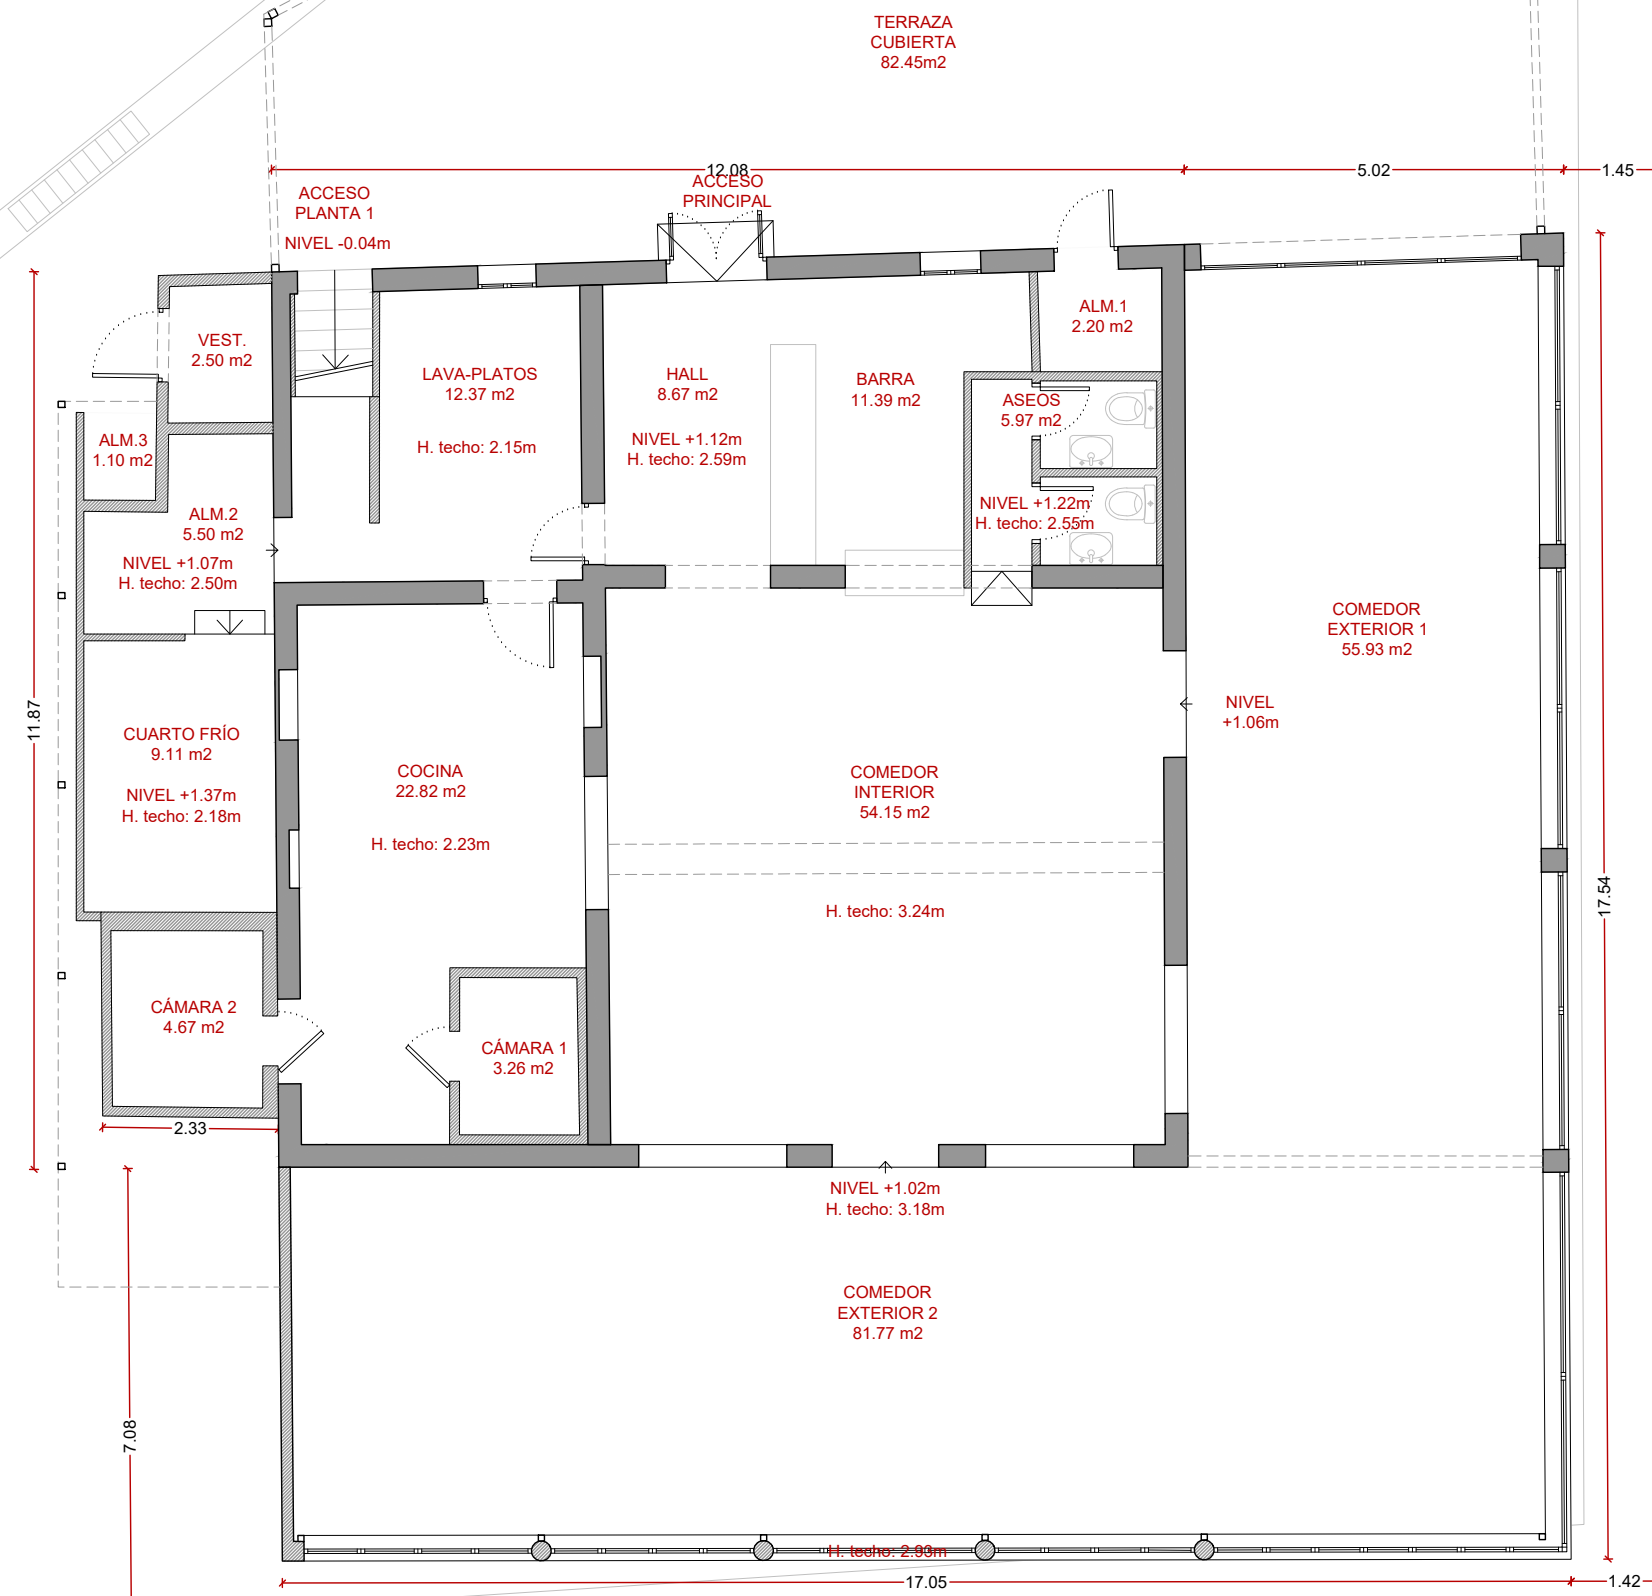 TERRAZA
CUBIERTA
82.45m2
12.08
5.02
1.45
ACCESO
PLANTA 1
NIVEL -0.04m
ACCESO
PRINCIPAL
VEST.
2.50 m2
ALM.1
2.20 m2
LAVA-PLATOS
12.37 m2
H. techo: 2.15m
HALL
8.67 m2
NIVEL +1.12m
H. techo: 2.59m
BARRA
11.39 m2
ASEOS
5.97 m2
NIVEL +1.22m
H. techo: 2.55m
ALM.3
1.10 m2
ALM.2
5.50 m2
NIVEL +1.07m
H. techo: 2.50m
COMEDOR
EXTERIOR 1
55.93 m2
NIVEL
+1.06m
11.87
CUARTO FRÍO
9.11 m2
NIVEL +1.37m
H. techo: 2.18m
COCINA
22.82 m2
H. techo: 2.23m
COMEDOR
INTERIOR
54.15 m2
H. techo: 3.24m
17.54
CÁMARA 2
4.67 m2
CÁMARA 1
3.26 m2
2.33
NIVEL +1.02m
H. techo: 3.18m
COMEDOR
EXTERIOR 2
81.77 m2
7.08
H. techo: 2.93m
17.05
1.42